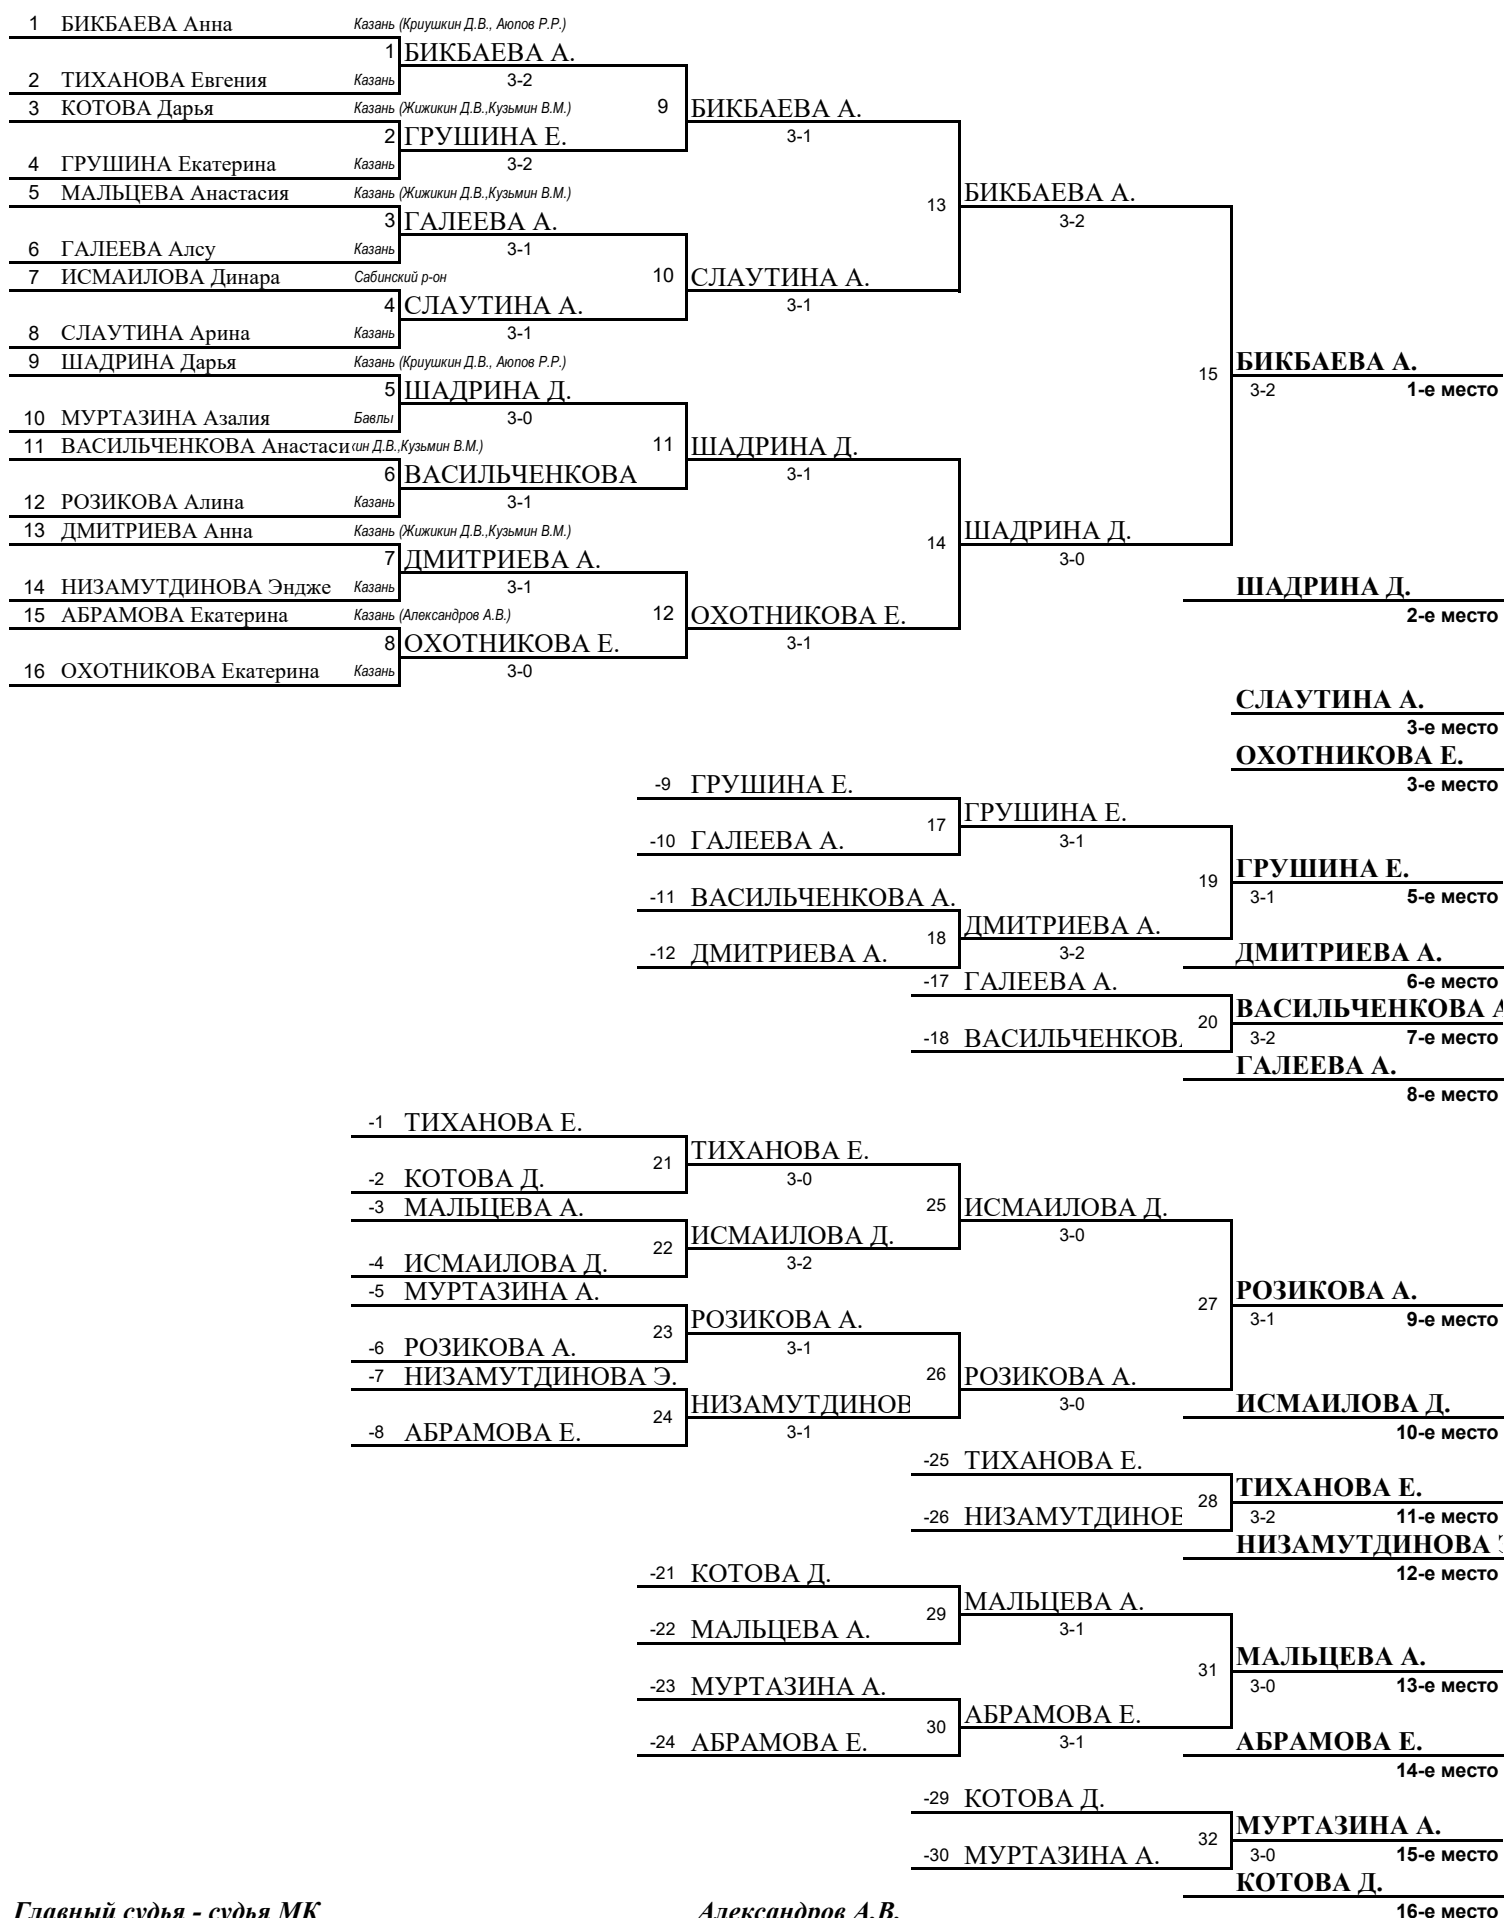 1 БИКБАЕВА Анна Казань (Криушкин Д.В., Аюпов Р.Р.)
1 БИКБАЕВА А.
2 ТИХАНОВА Евгения Казань 3-2
3 КОТОВА Дарья Казань (Жижикин Д.В.,Кузьмин В.М.) 9 БИКБАЕВА А.
2 ГРУШИНА Е. 3-1
4 ГРУШИНА Екатерина Казань 3-2
5 МАЛЬЦЕВА Анастасия Казань (Жижикин Д.В.,Кузьмин В.М.) 13 БИКБАЕВА А.
3 ГАЛЕЕВА А. 3-2
6 ГАЛЕЕВА Алсу Казань 3-1
7 ИСМАИЛОВА Динара Сабинский р-он 10 СЛАУТИНА А.
4 СЛАУТИНА А. 3-1
8 СЛАУТИНА Арина Казань 3-1
9 ШАДРИНА Дарья Казань (Криушкин Д.В., Аюпов Р.Р.) 15 БИКБАЕВА А.
5 ШАДРИНА Д. 3-2 1-е место
10 МУРТАЗИНА Азалия Бавлы 3-0
11 ВАСИЛЬЧЕНКОВА Анастаси кин Д.В.,Кузьмин В.М.) 11 ШАДРИНА Д.
6 ВАСИЛЬЧЕНКОВА 3-1
12 РОЗИКОВА Алина Казань 3-1
13 ДМИТРИЕВА Анна Казань (Жижикин Д.В.,Кузьмин В.М.) 14 ШАДРИНА Д.
7 ДМИТРИЕВА А. 3-0
14 НИЗАМУТДИНОВА Эндже Казань 3-1 ШАДРИНА Д.
15 АБРАМОВА Екатерина Казань (Александров А.В.) 12 ОХОТНИКОВА Е. 2-е место
8 ОХОТНИКОВА Е. 3-1
16 ОХОТНИКОВА Екатерина Казань 3-0
СЛАУТИНА А.
3-е место
ОХОТНИКОВА Е.
-9 ГРУШИНА Е. 3-е место
17 ГРУШИНА Е.
-10 ГАЛЕЕВА А. 3-1
19 ГРУШИНА Е.
-11 ВАСИЛЬЧЕНКОВА А. 3-1 5-е место
18 ДМИТРИЕВА А.
-12 ДМИТРИЕВА А. 3-2 ДМИТРИЕВА А.
-17 ГАЛЕЕВА А. 6-е место
20 ВАСИЛЬЧЕНКОВА А
-18 ВАСИЛЬЧЕНКОВ 3-2 7-е место
ГАЛЕЕВА А.
8-е место
-1 ТИХАНОВА Е.
21 ТИХАНОВА Е.
-2 КОТОВА Д. 3-0
-3 МАЛЬЦЕВА А. 25 ИСМАИЛОВА Д.
22 ИСМАИЛОВА Д. 3-0
-4 ИСМАИЛОВА Д. 3-2
-5 МУРТАЗИНА А. 27 РОЗИКОВА А.
23 РОЗИКОВА А. 3-1 9-е место
-6 РОЗИКОВА А. 3-1
-7 НИЗАМУТДИНОВА Э. 26 РОЗИКОВА А.
24 НИЗАМУТДИНОВ 3-0 ИСМАИЛОВА Д.
-8 АБРАМОВА Е. 3-1 10-е место
-25 ТИХАНОВА Е.
28 ТИХАНОВА Е.
-26 НИЗАМУТДИНОВ 3-2 11-е место
НИЗАМУТДИНОВА Э
-21 КОТОВА Д. 12-е место
29 МАЛЬЦЕВА А.
-22 МАЛЬЦЕВА А. 3-1
31 МАЛЬЦЕВА А.
-23 МУРТАЗИНА А. 3-0 13-е место
30 АБРАМОВА Е.
-24 АБРАМОВА Е. 3-1 АБРАМОВА Е.
14-е место
-29 КОТОВА Д.
32 МУРТАЗИНА А.
-30 МУРТАЗИНА А. 3-0 15-е место
КОТОВА Д.
Главный судья - судья МК Александров А.В. 16-е место